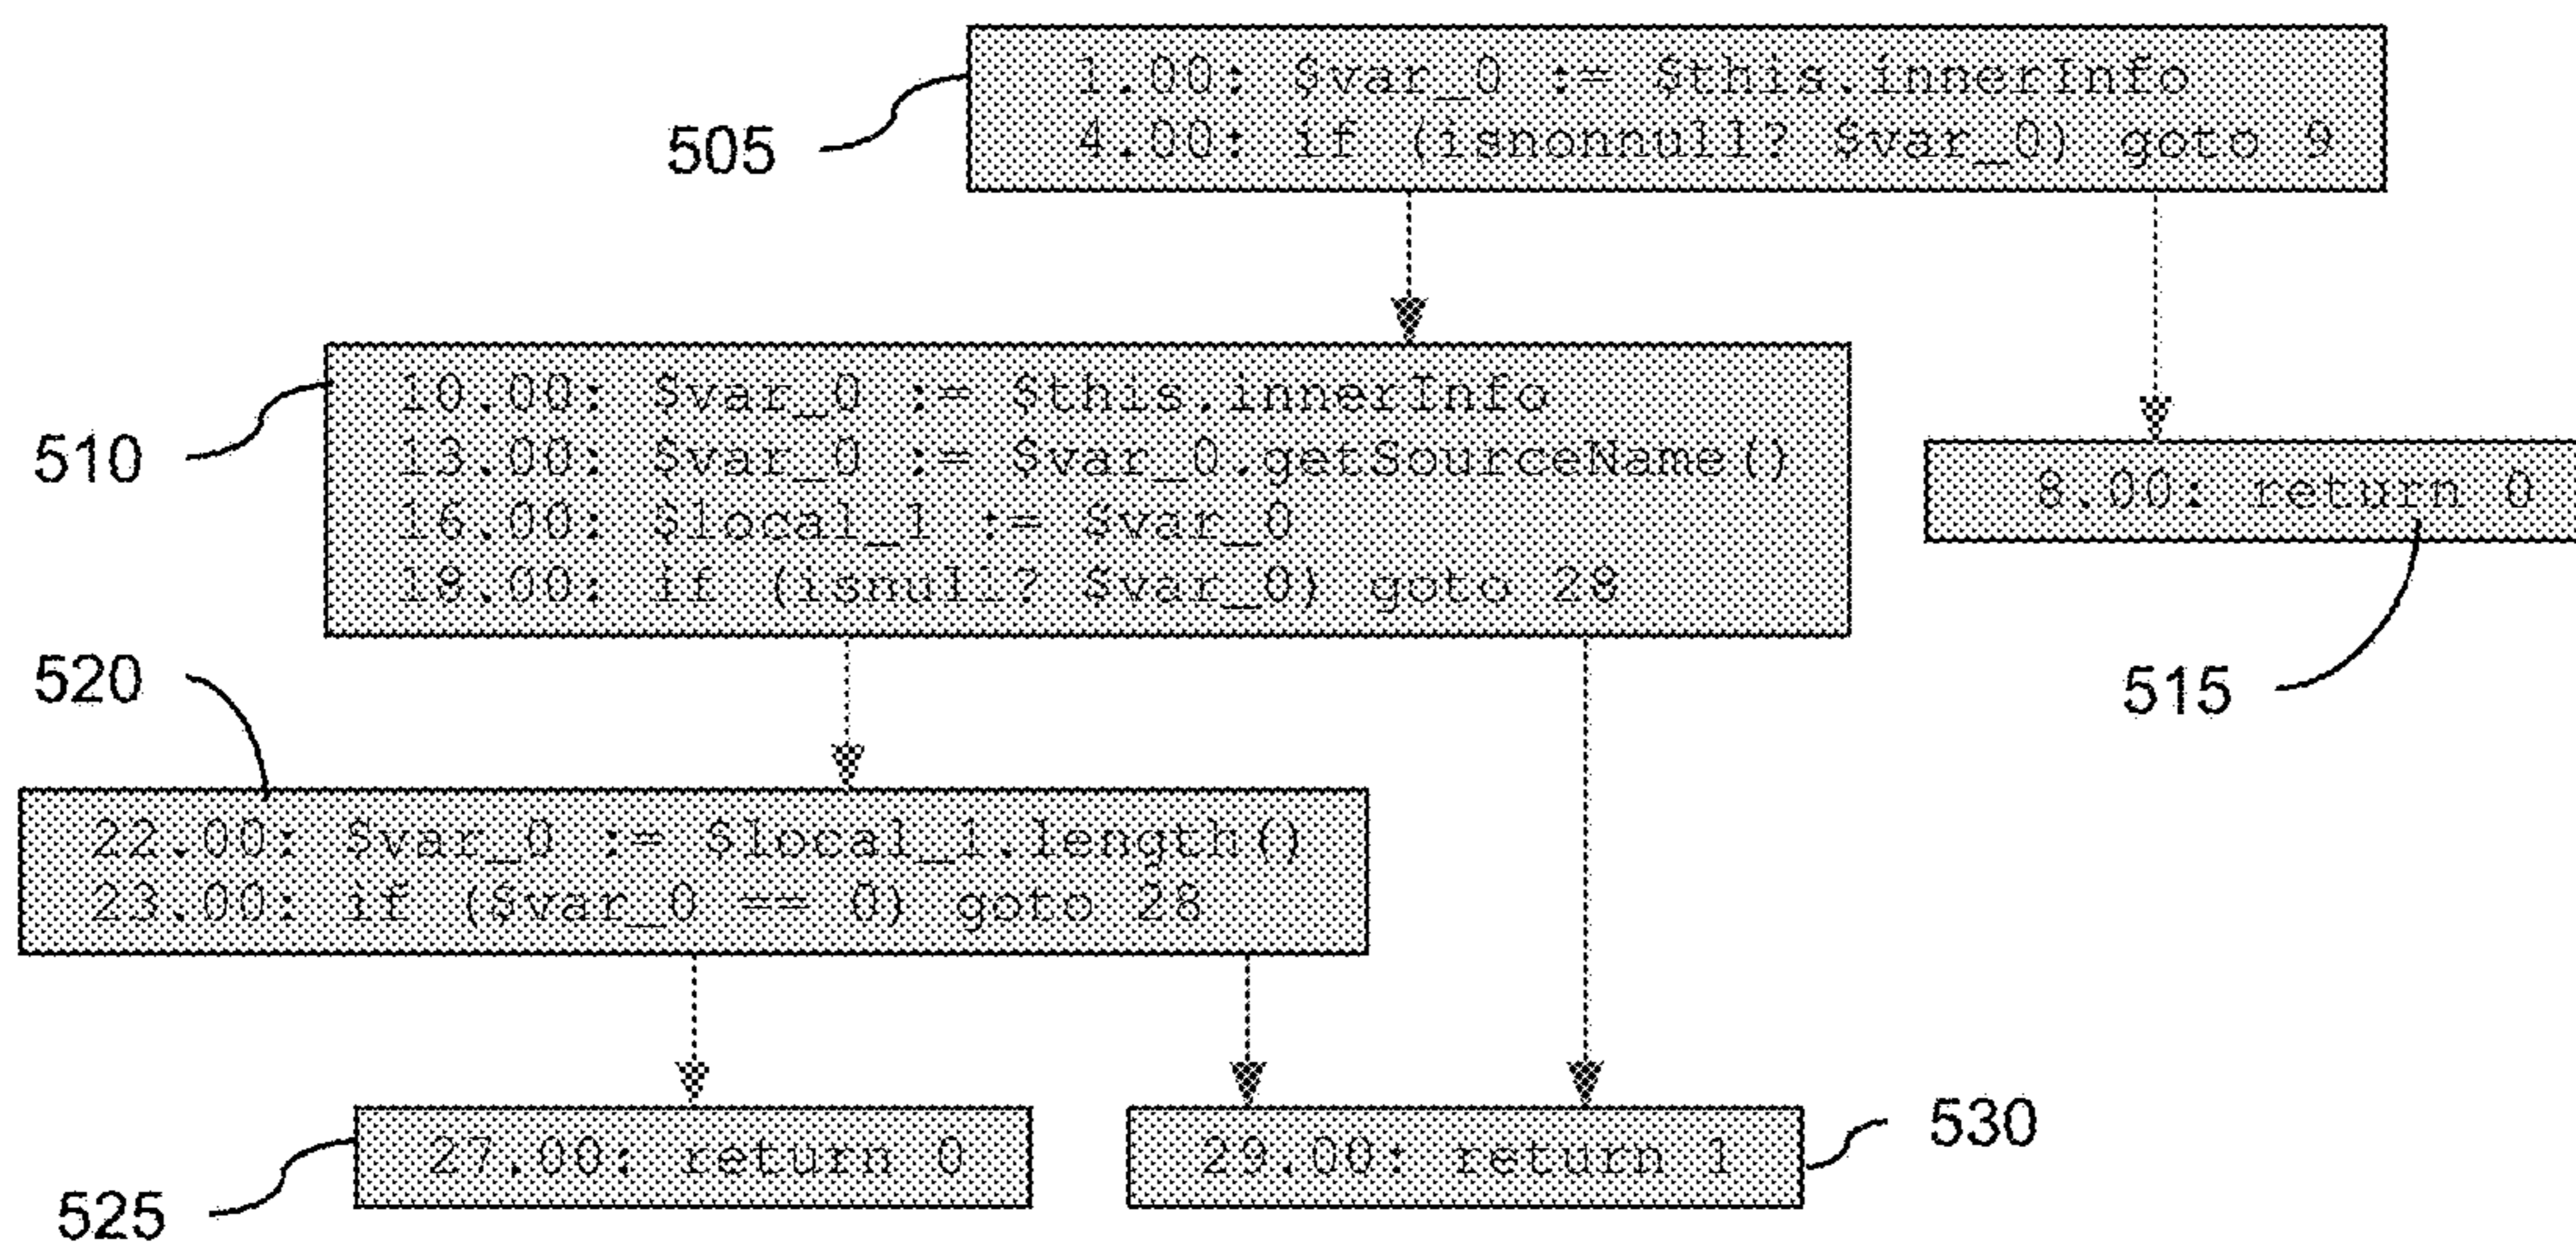 1.00: $var_0 := $this.innerInfo
4.00: if (isnonnull? $var_0) goto 9
505
10.00: $var_0 := $this.innerInfo
13.00: $var_0 := $var_0.getSourceName()
16.00: $local_1 := $var_0
18.00: if (isnull? $var_0) goto 28
510
8.00: return 0
515
520
22.00: $var_0 := $local_1.length()
23.00: if ($var_0 == 0) goto 28
27.00: return 0
525
29.00: return 1
530